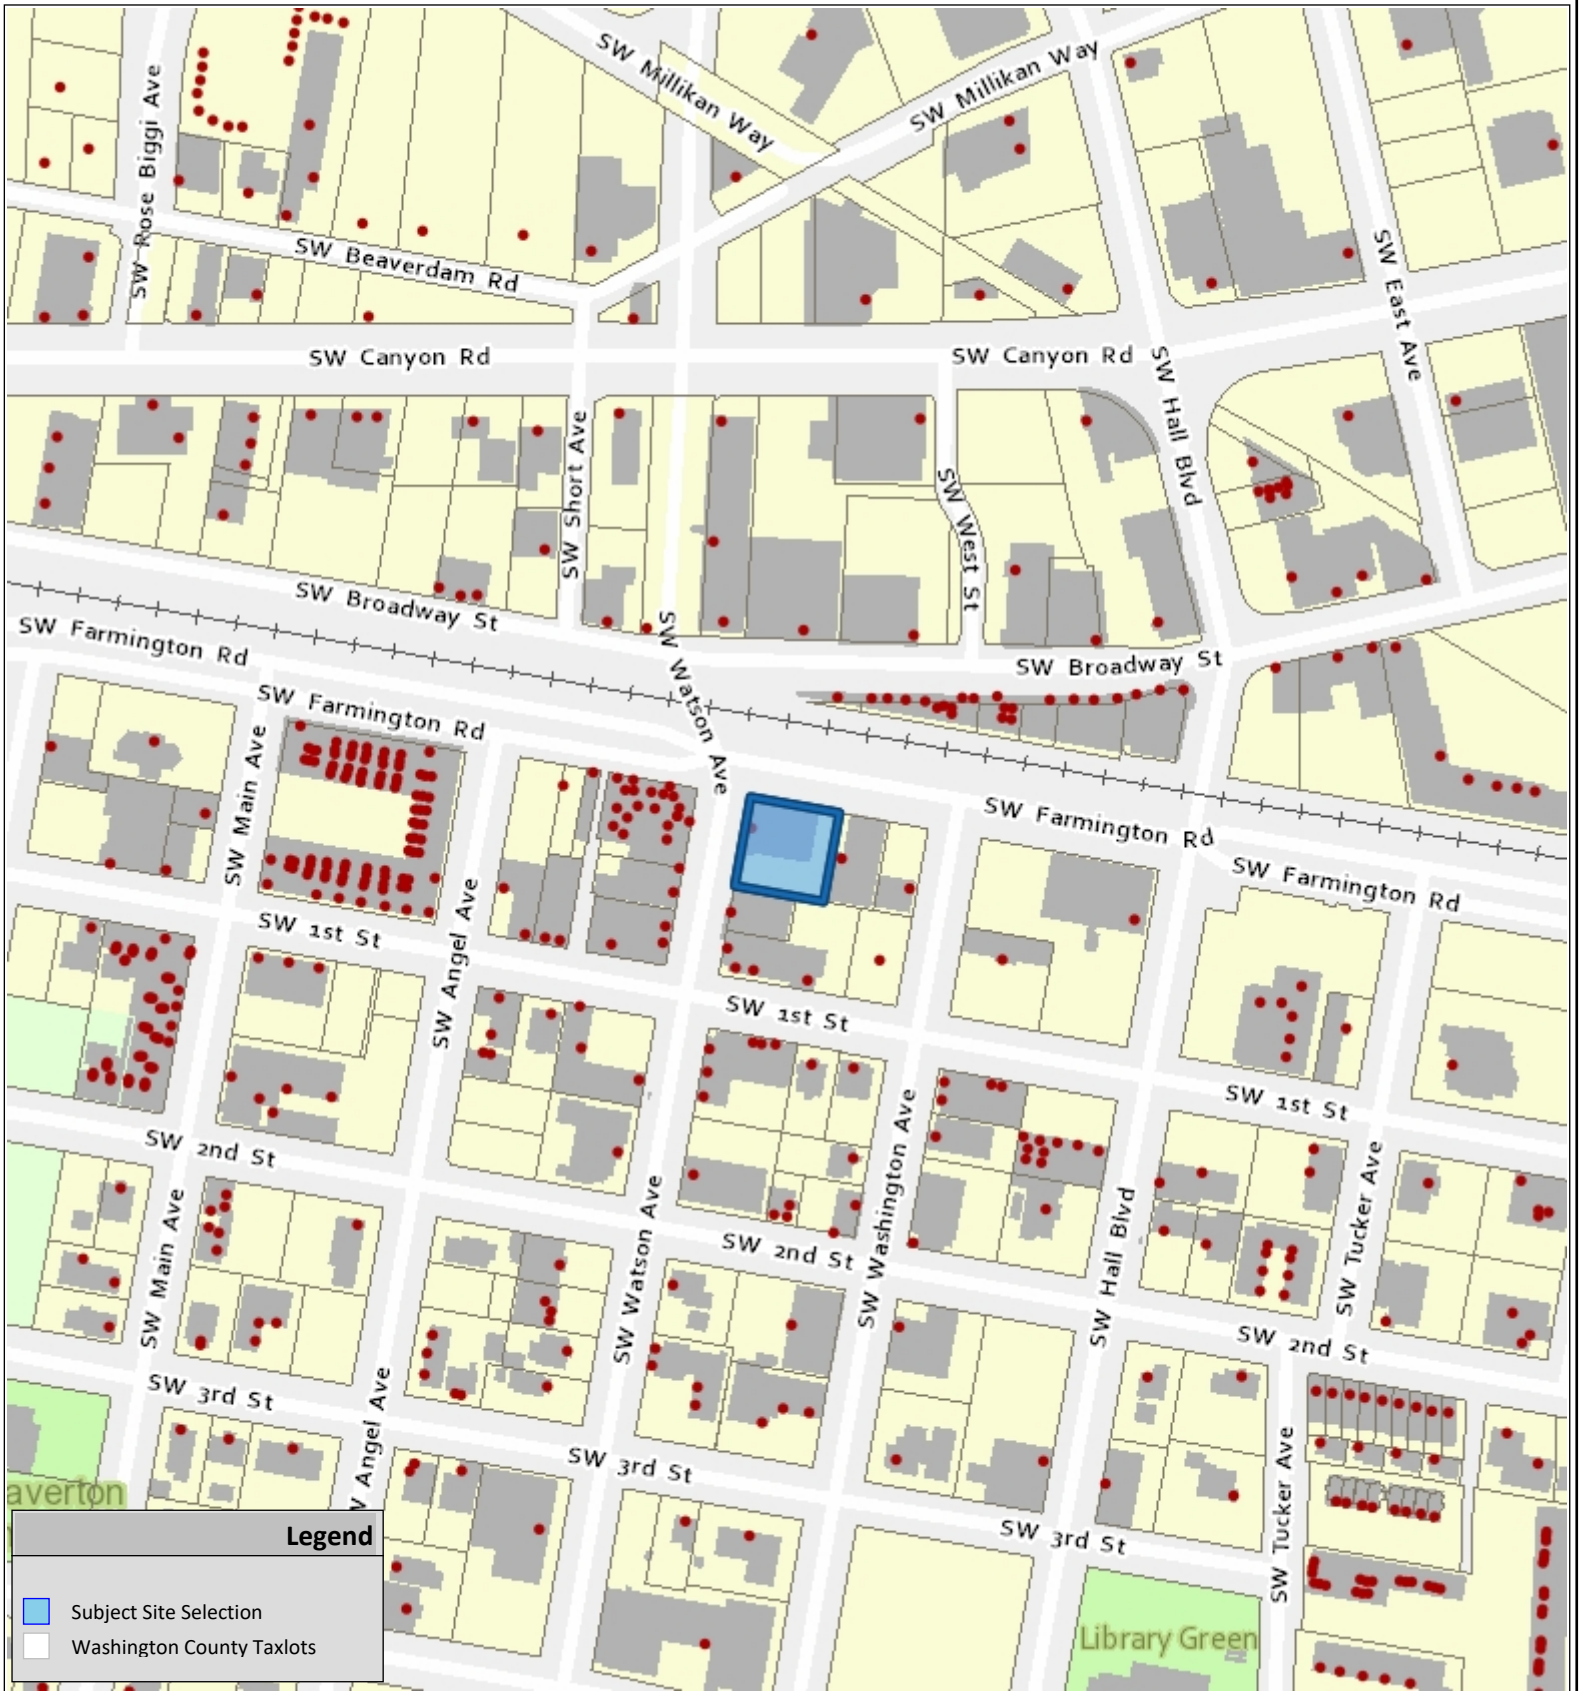 SW Millikan Way
SW Millikan Way
SW Rose Biggi Ave
SW Beaverdam Rd
SW East Ave
SW Canyon Rd
SW Canyon Rd
SW Hall Blvd
SW Short Ave
SW West St
SW Broadway St
SW Farmington Rd
SW Watson Ave
SW Broadway St
SW Farmington Rd
SW Main Ave
SW Farmington Rd
SW Farmington Rd
SW 1st St
SW Angel Ave
SW 1st St
SW 1st St
SW 2nd St
SW Washington Ave
SW Tucker Ave
SW Main Ave
SW Watson Ave
SW 2nd St
SW Hall Blvd
SW 2nd St
SW 3rd St
W Angel Ave
SW 3rd St
SW Tucker Ave
averton
SW 3rd St
Legend
Subject Site Selection
Washington County Taxlots
Library Green